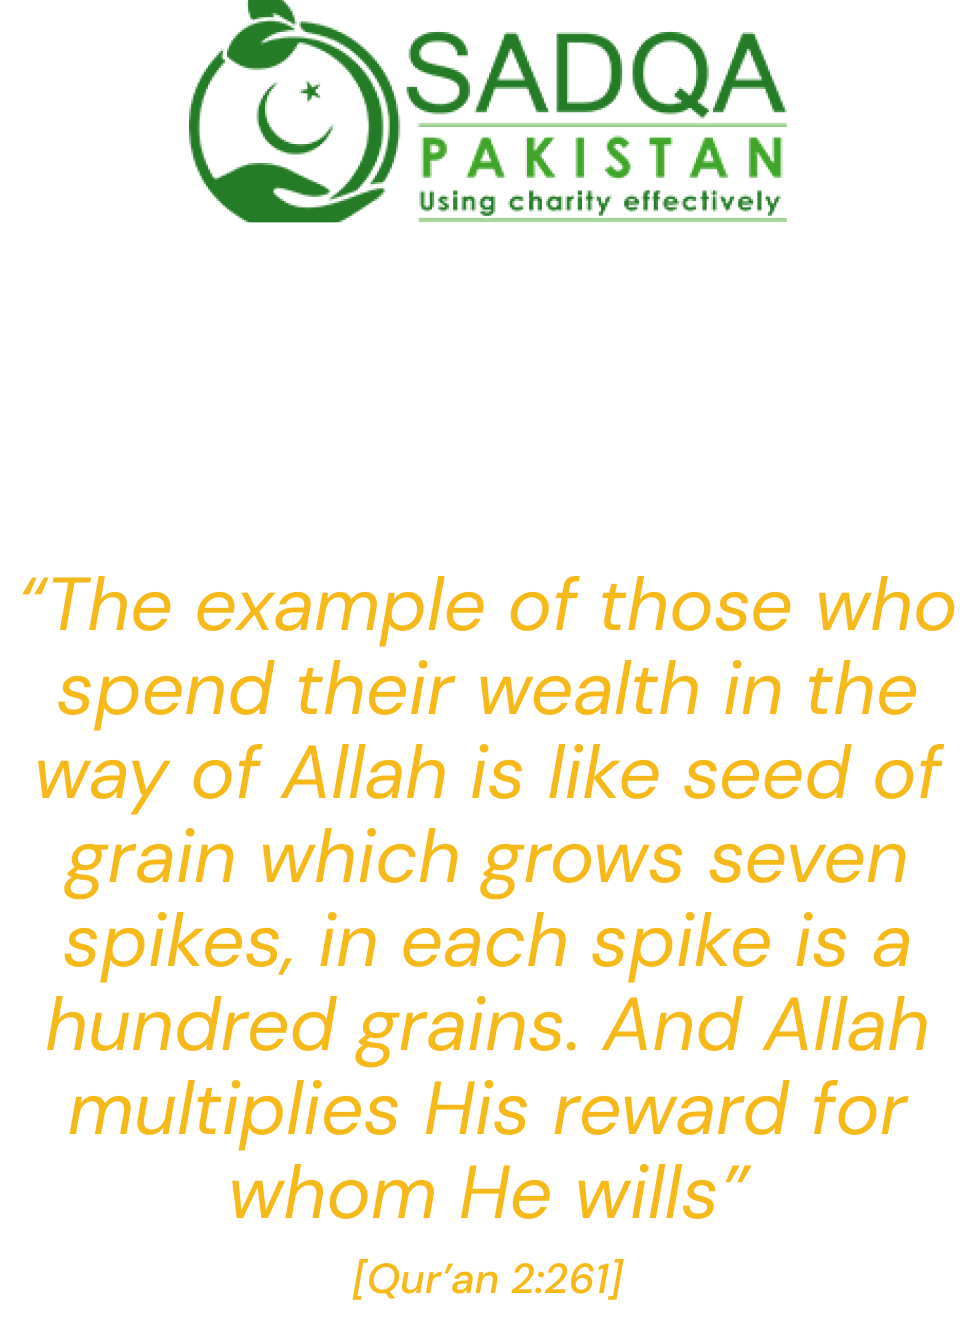 SADQA
PAKISTAN
Using charity effectively
“The example of those who
spend their wealth in the
way of Allah is like seed of
grain which grows seven
spikes, in each spike is a
hundred grains. And Allah
multiplies His reward for
whom He wills”
[Qur’an 2:261]